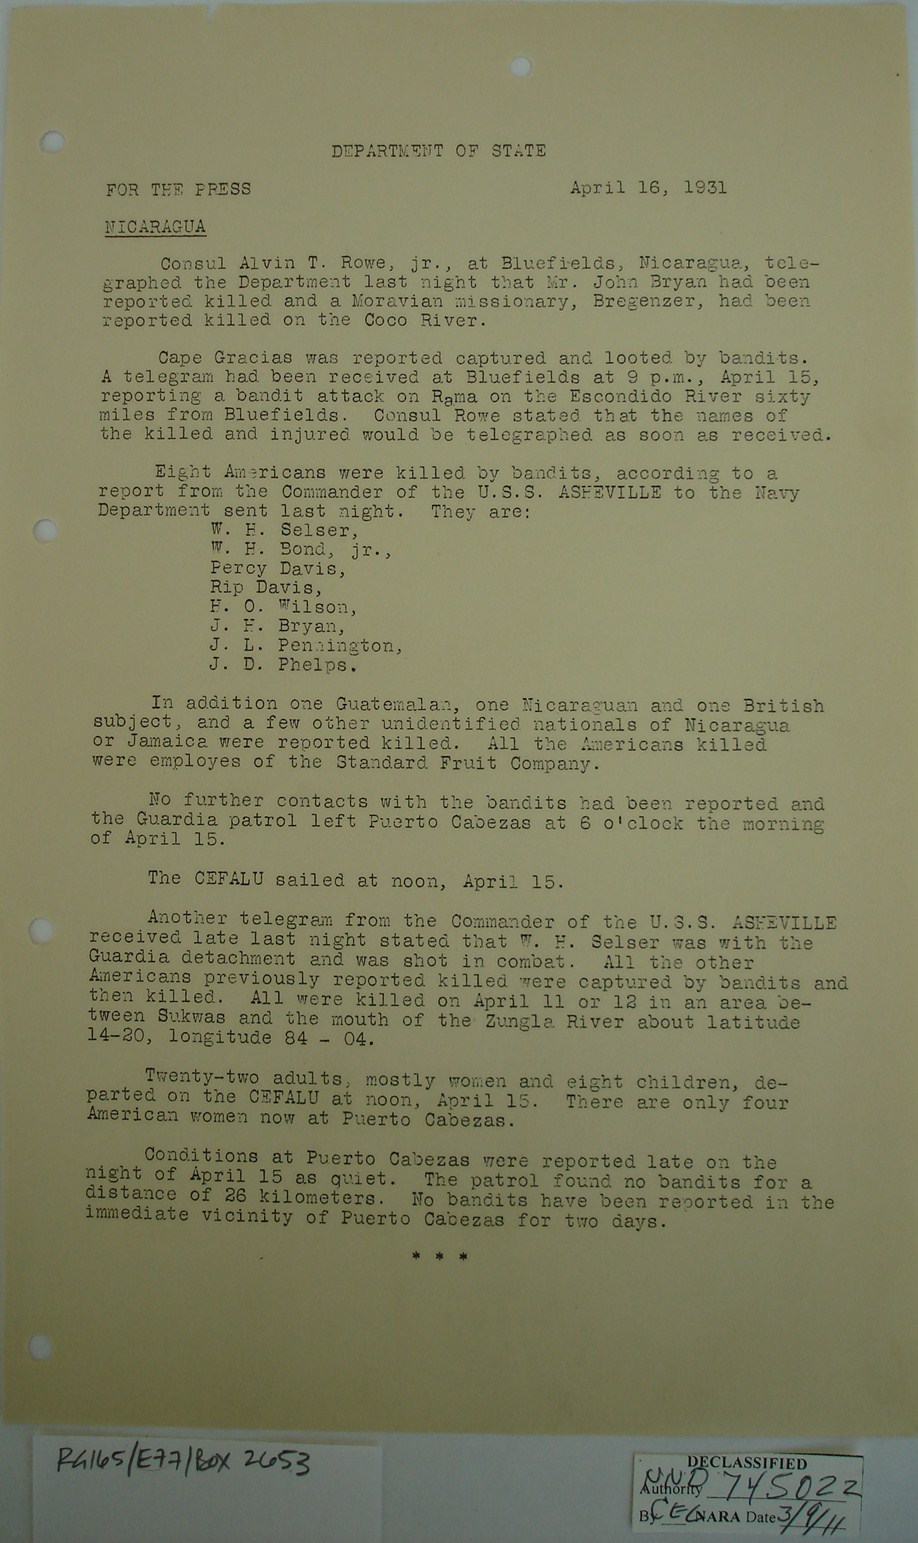 DEPARTMENT OF STATE
FOR THE PRESS April 16, 1931
NICARAGUA
Consul Alvin T. Rowe, jr., at Bluefields, Nicaragua, tele-
graphed the Department last night that Mr. John Bryan had been
reported killed and a Moravian missionary, Bregenzer, had been
reported killed on the Coco River.
Cape Gracias was reported captured and looted by bandits.
A telegram had been received at Bluefields at 9 p.m., April 15,
reporting a bandit attack on Rama on the Escondido River sixty
miles from Bluefields. Consul Rowe stated that the names of
the killed and injured would be telegraphed as soon as received.
Eight Americans were killed by bandits, according to a
report from the Commander of the U.S.S. ASHEVILLE to the Navy
Department sent last night. They are:
W. H. Selser,
W. H. Bond, jr.,
Percy Davis,
Rip Davis,
H. O. Wilson,
J. H. Bryan,
J. L. Pennington,
J. D. Phelps.
In addition one Guatemalan, one Nicaraguan and one British
subject, and a few other unidentified nationals of Nicaragua
or Jamaica were reported killed. All the Americans killed
were employes of the Standard Fruit Company.
No further contacts with the bandits had been reported and
the Guardia patrol left Puerto Cabezas at 6 o'clock the morning
of April 15.
The CEFALU sailed at noon, April 15.
Another telegram from the Commander of the U.S.S. ASHEVILLE
received late last night stated that W. H. Selser was with the
Guardia detachment and was shot in combat. All the other
Americans previously reported killed were captured by bandits and
then killed. All were killed on April 11 or 12 in an area be-
tween Sukwas and the mouth of the Zungla River about latitude
14-20, longitude 84 - 04.
Twenty-two adults, mostly women and eight children, de-
parted on the CEFALU at noon, April 15. There are only four
American women now at Puerto Cabezas.
Conditions at Puerto Cabezas were reported late on the
night of April 15 as quiet. The patrol found no bandits for a
distance of 26 kilometers. No bandits have been reported in the
immediate vicinity of Puerto Cabezas for two days.
* * *
RG165/E77/Box 2653
DECLASSIFIED
Authority NND 745022
By CEG NARA Date 3/9/11